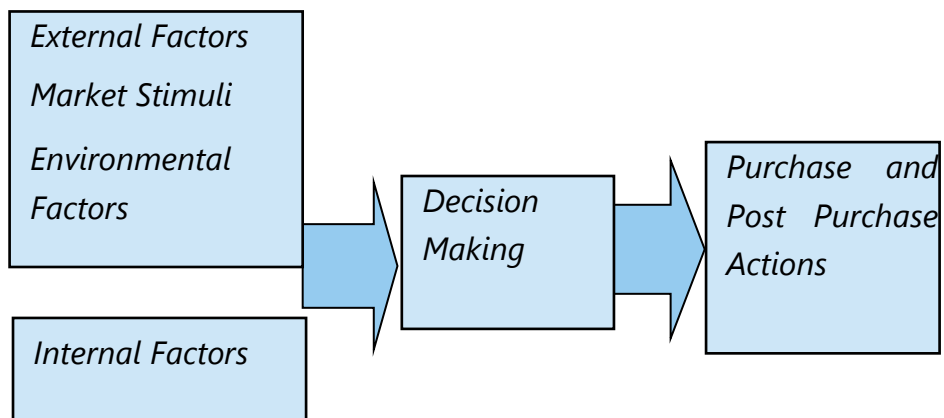 External Factors
Market Stimuli
Environmental
Factors
Internal Factors
Decision
Making
Purchase and
Post Purchase
Actions